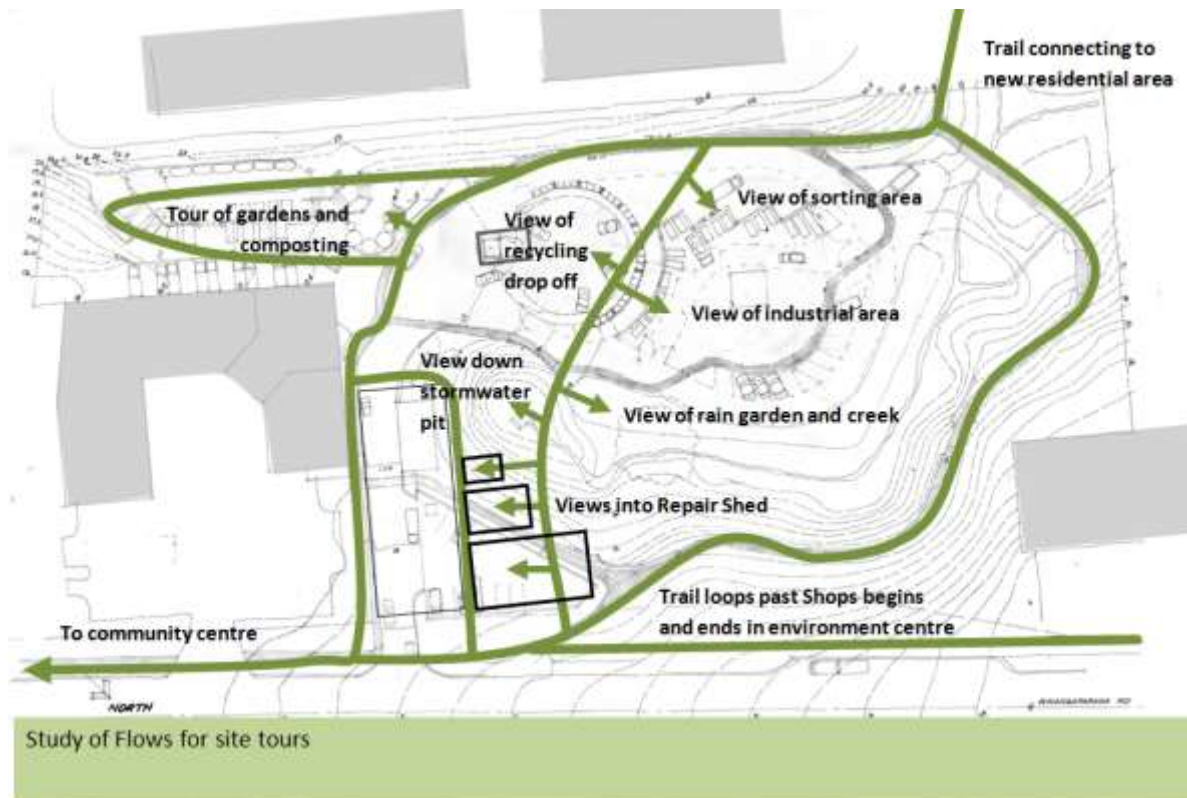 Trail connecting to
new residential area
View of sorting area
Tour of gardens and
composting
View of
recycling
drop off
View of industrial area
View down
stormwater
pit
View of rain garden and creek
Views into Repair Shed
Trail loops past Shops begins
and ends in environment centre
To community centre
NORTH
Study of Flows for site tours